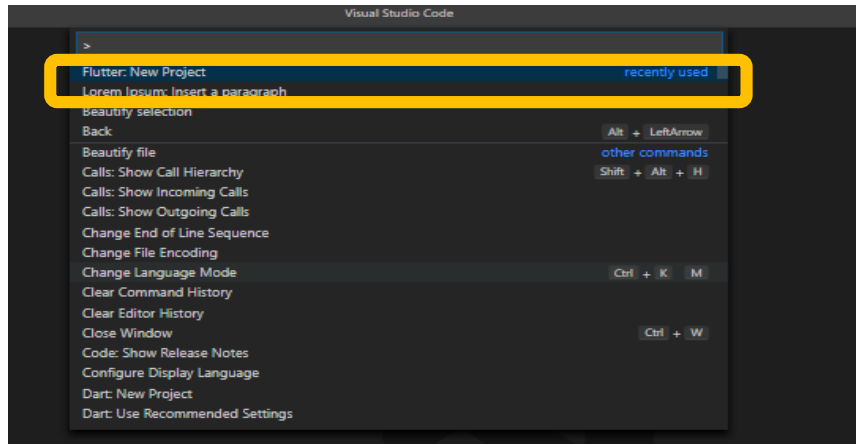 Visual Studio Code
>
Flutter: New Project recently used
Lorem Ipsum: Insert a paragraph
Beautify selection
Back Alt + LeftArrow
Beautify file other commands
Calls: Show Call Hierarchy Shift + Alt + H
Calls: Show Incoming Calls
Calls: Show Outgoing Calls
Change End of Line Sequence
Change File Encoding
Change Language Mode Ctrl + K M
Clear Command History
Clear Editor History
Close Window Ctrl + W
Code: Show Release Notes
Configure Display Language
Dart: New Project
Dart: Use Recommended Settings